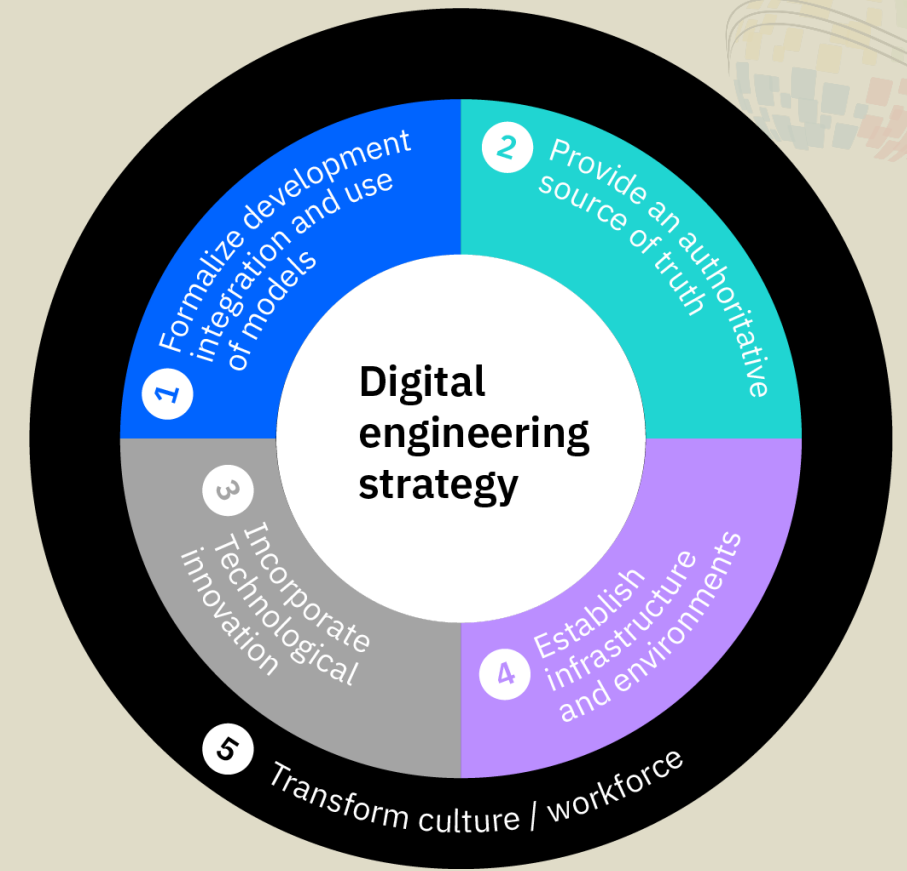 Digital
engineering
strategy
1
Formalize development
integration and use
of models
2
Provide an authoritative
source of truth
3
Incorporate
Technological
innovation
4
Establish
infrastructure
and environments
5
Transform culture / workforce